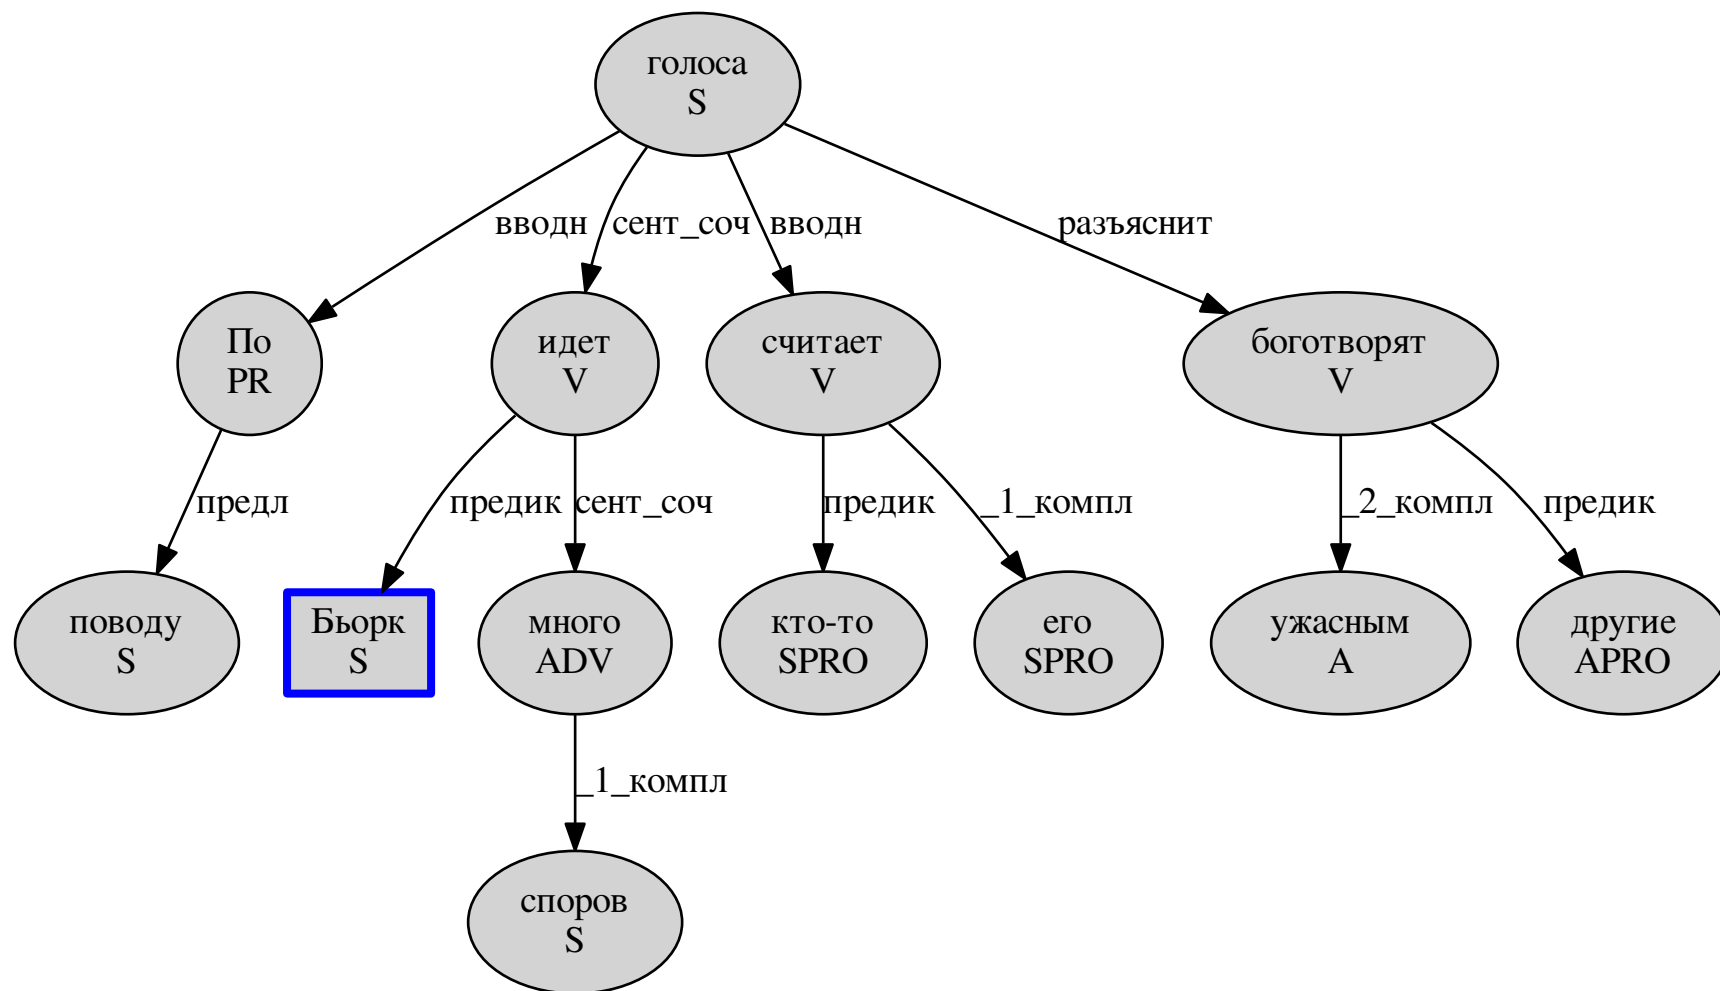 голоса
S
вводн сент_соч вводн разъяснит
По
PR
идет
V
считает
V
боготворят
V
предл предик сент_соч предик _1_компл _2_компл предик
поводу
S
Бьорк
S
много
ADV
кто-то
SPRO
его
SPRO
ужасным
A
другие
APRO
_1_компл
споров
S